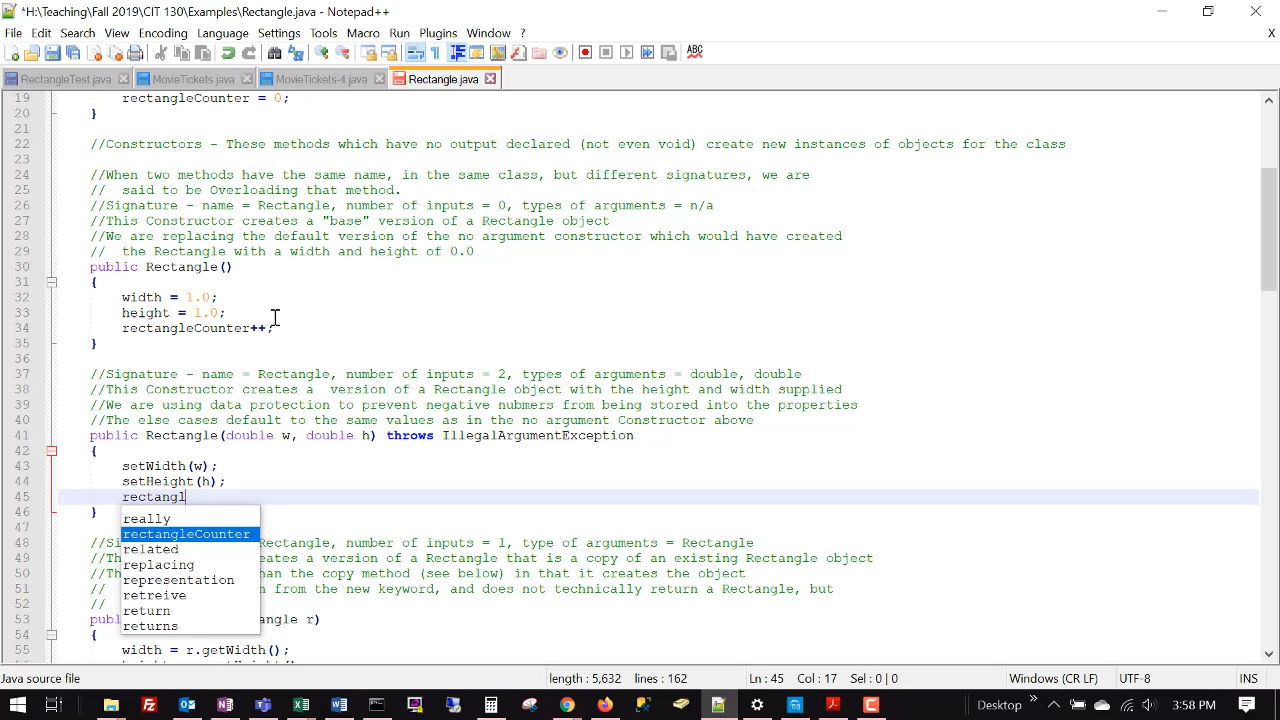 *H:\Teaching\Fall 2019\CIT 130\Examples\Rectangle.java - Notepad++
File Edit Search View Encoding Language Settings Tools Macro Run Plugins Window ? X
RectangleTest.java MovieTickets.java MovieTickets-4.java Rectangle.java
19 rectangleCounter = 0;
20 }
21
22 //Constructors - These methods which have no output declared (not even void) create new instances of objects for the class
23
24 //When two methods have the same name, in the same class, but different signatures, we are
25 // said to be Overloading that method.
26 //Signature - name = Rectangle, number of inputs = 0, types of arguments = n/a
27 //This Constructor creates a "base" version of a Rectangle object
28 //We are replacing the default version of the no argument constructor which would have created
29 // the Rectangle with a width and height of 0.0
30 public Rectangle()
31 {
32 width = 1.0;
33 height = 1.0;
34 rectangleCounter++;
35 }
36
37 //Signature - name = Rectangle, number of inputs = 2, types of arguments = double, double
38 //This Constructor creates a version of a Rectangle object with the height and width supplied
39 //We are using data protection to prevent negative nubmers from being stored into the properties
40 //The else cases default to the same values as in the no argument Constructor above
41 public Rectangle(double w, double h) throws IllegalArgumentException
42 {
43 setWidth(w);
44 setHeight(h);
45 rectangl
46 }
really
rectangleCounter
related
replacing
representation
retreive
return
returns
47
48 //Si Rectangle, number of inputs = 1, type of arguments = Rectangle
49 //Th eates a version of a Rectangle that is a copy of an existing Rectangle object
50 //Th han the copy method (see below) in that it creates the object
51 // n from the new keyword, and does not technically return a Rectangle, but
52 //
53 publ angle r)
54 {
55 width = r.getWidth();
Java source file length : 5,632 lines : 162 Ln : 45 Col : 17 Sel : 0 | 0 Windows (CR LF) UTF-8 INS
Desktop 3:58 PM